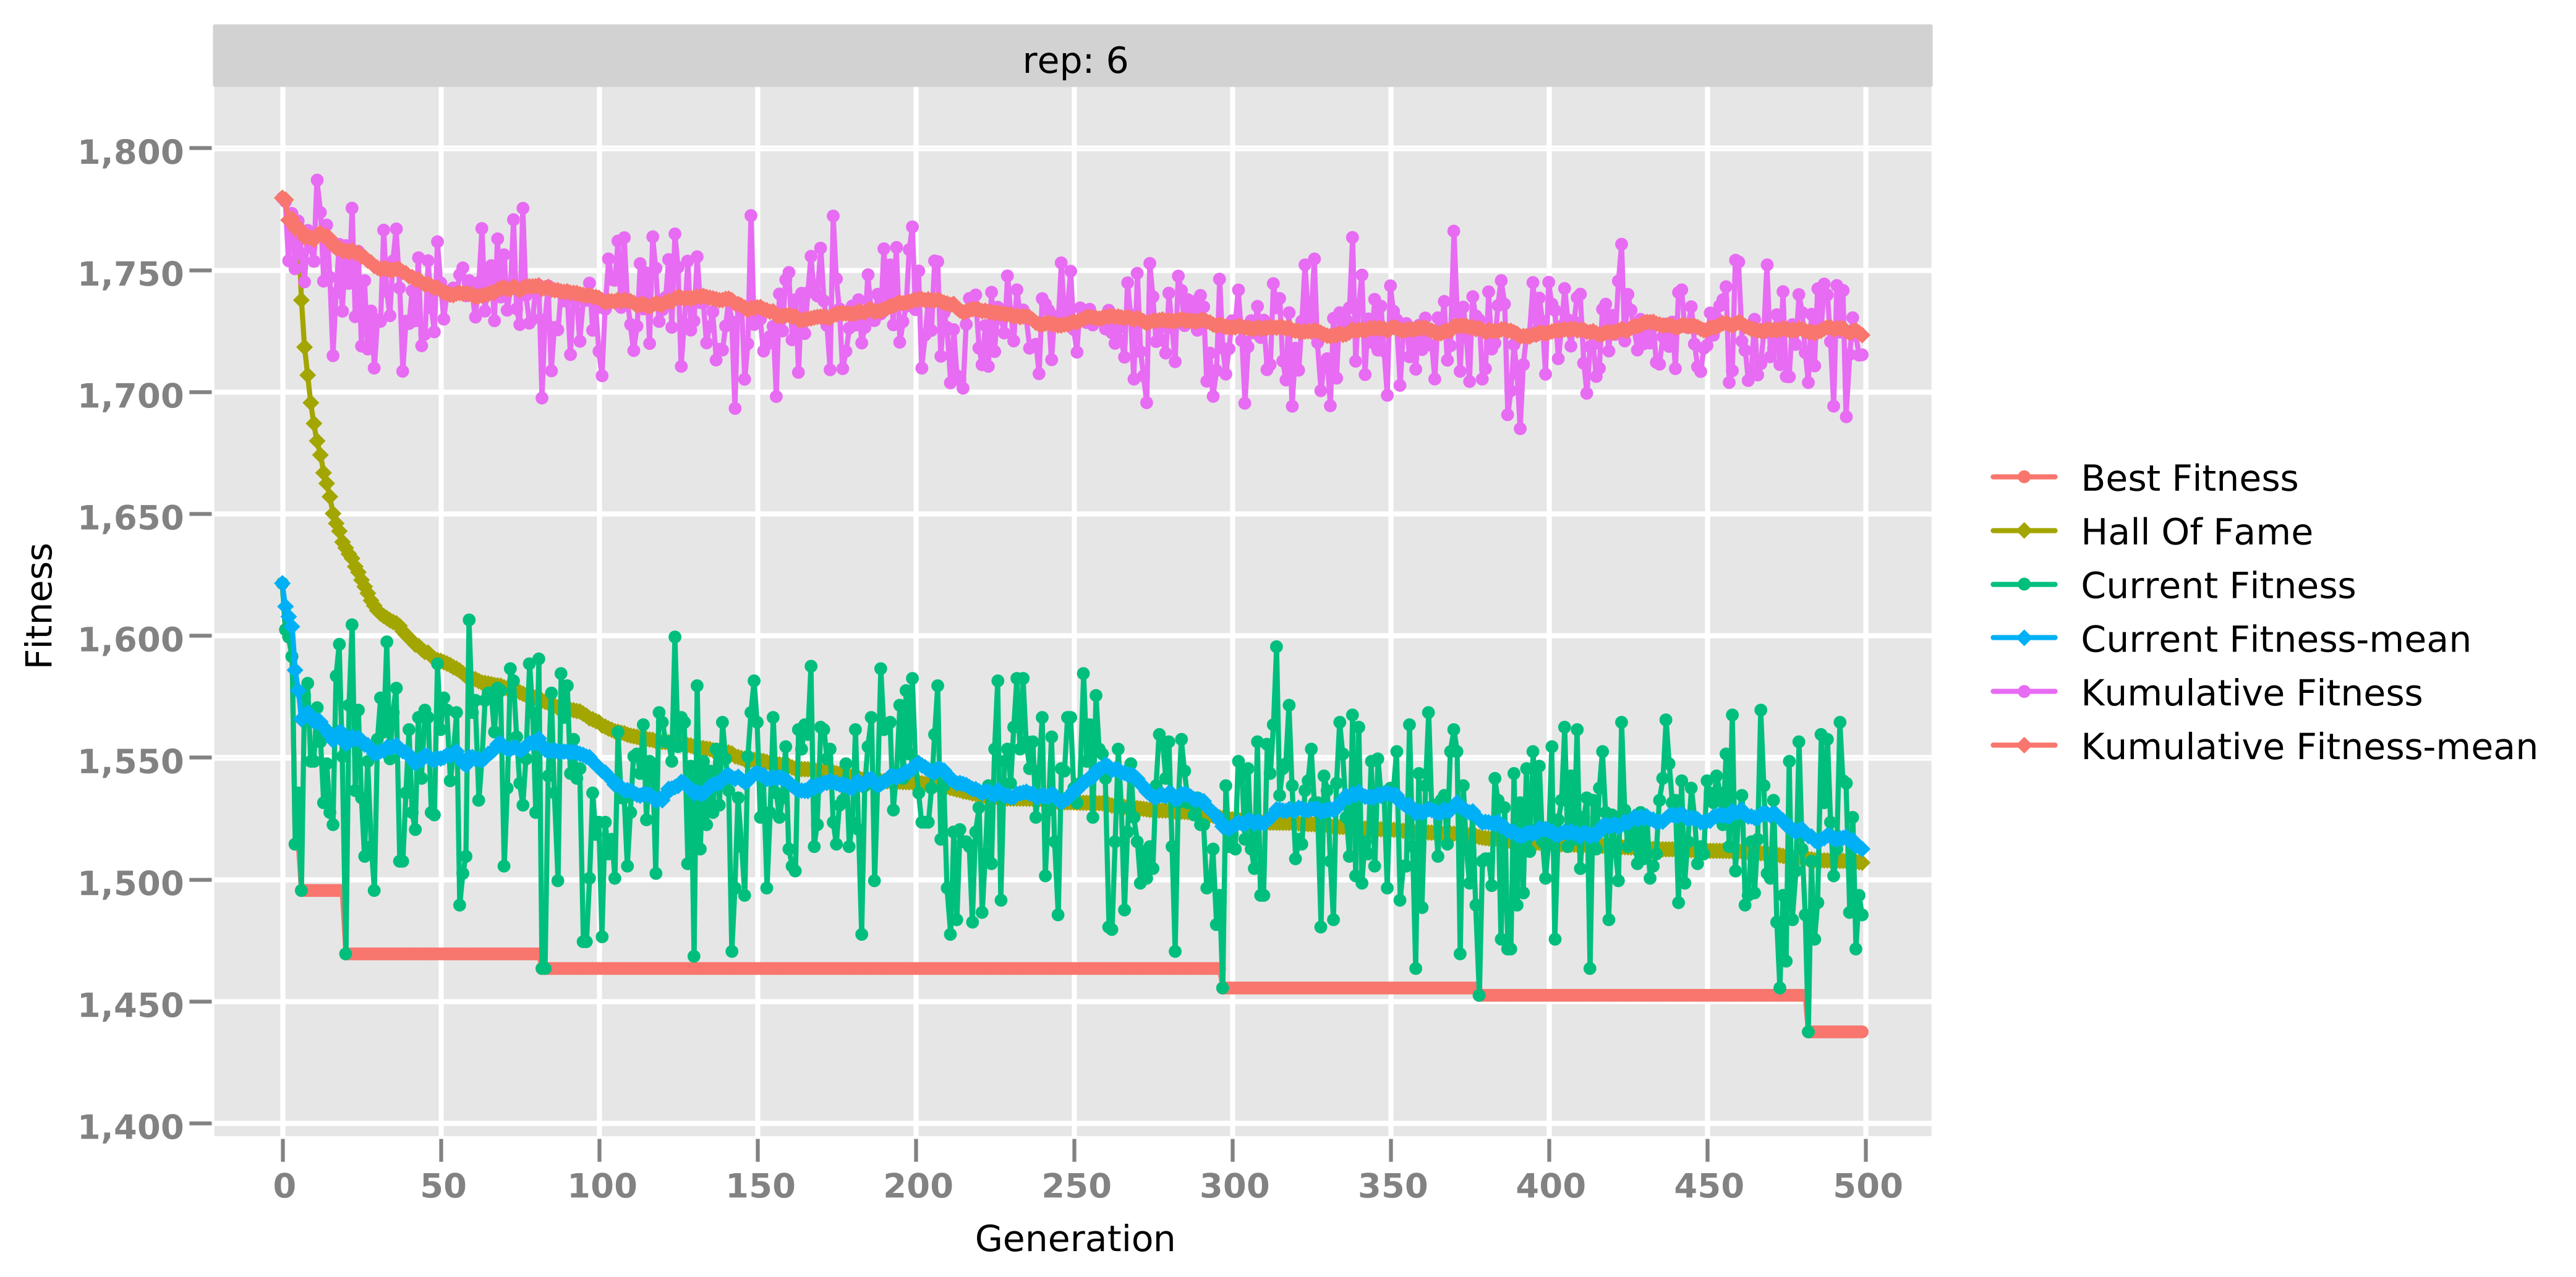 rep: 6
1,800
1,750
1,700
1,650
1,600
1,550
1,500
1,450
1,400
Fitness
0 50 100 150 200 250 300 350 400 450 500
Generation
Best Fitness
Hall Of Fame
Current Fitness
Current Fitness-mean
Kumulative Fitness
Kumulative Fitness-mean